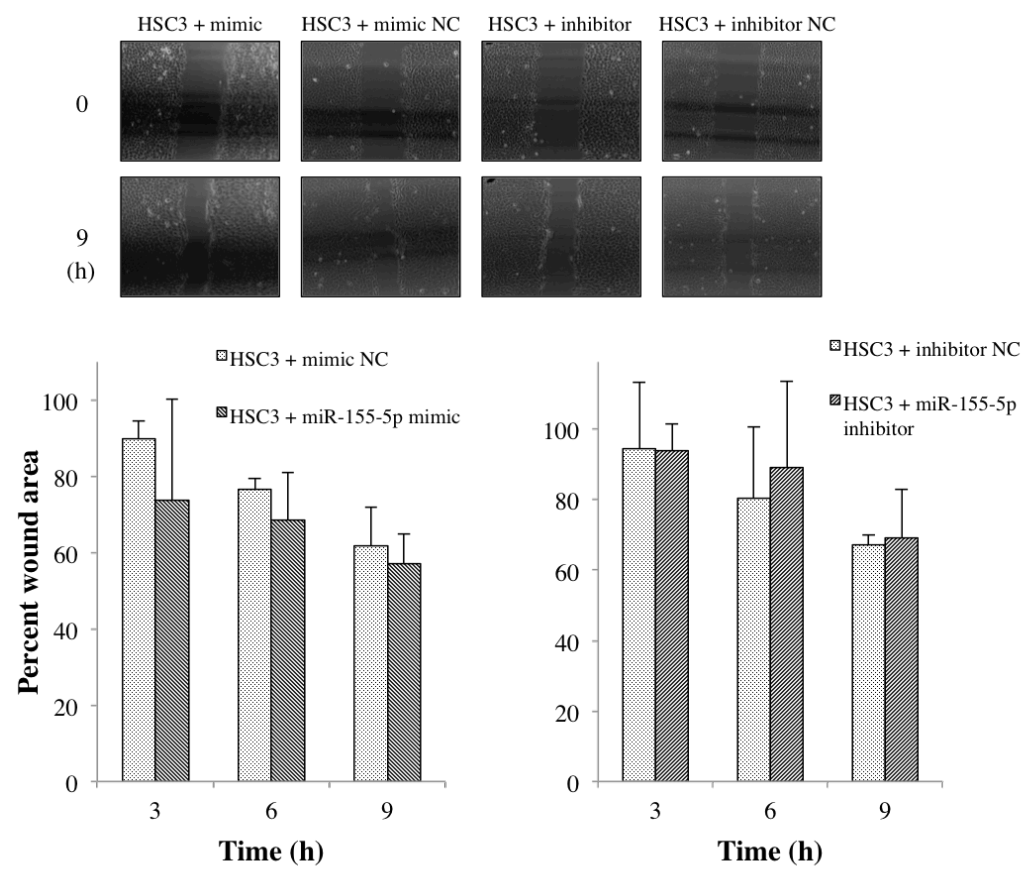 HSC3 + mimic
HSC3 + mimic NC
HSC3 + inhibitor
HSC3 + inhibitor NC
0
9
(h)
HSC3 + mimic NC
HSC3 + miR-155-5p mimic
Percent wound area
100
80
60
40
20
0
3
6
9
Time (h)
HSC3 + inhibitor NC
HSC3 + miR-155-5p
inhibitor
100
80
60
40
20
0
3
6
9
Time (h)